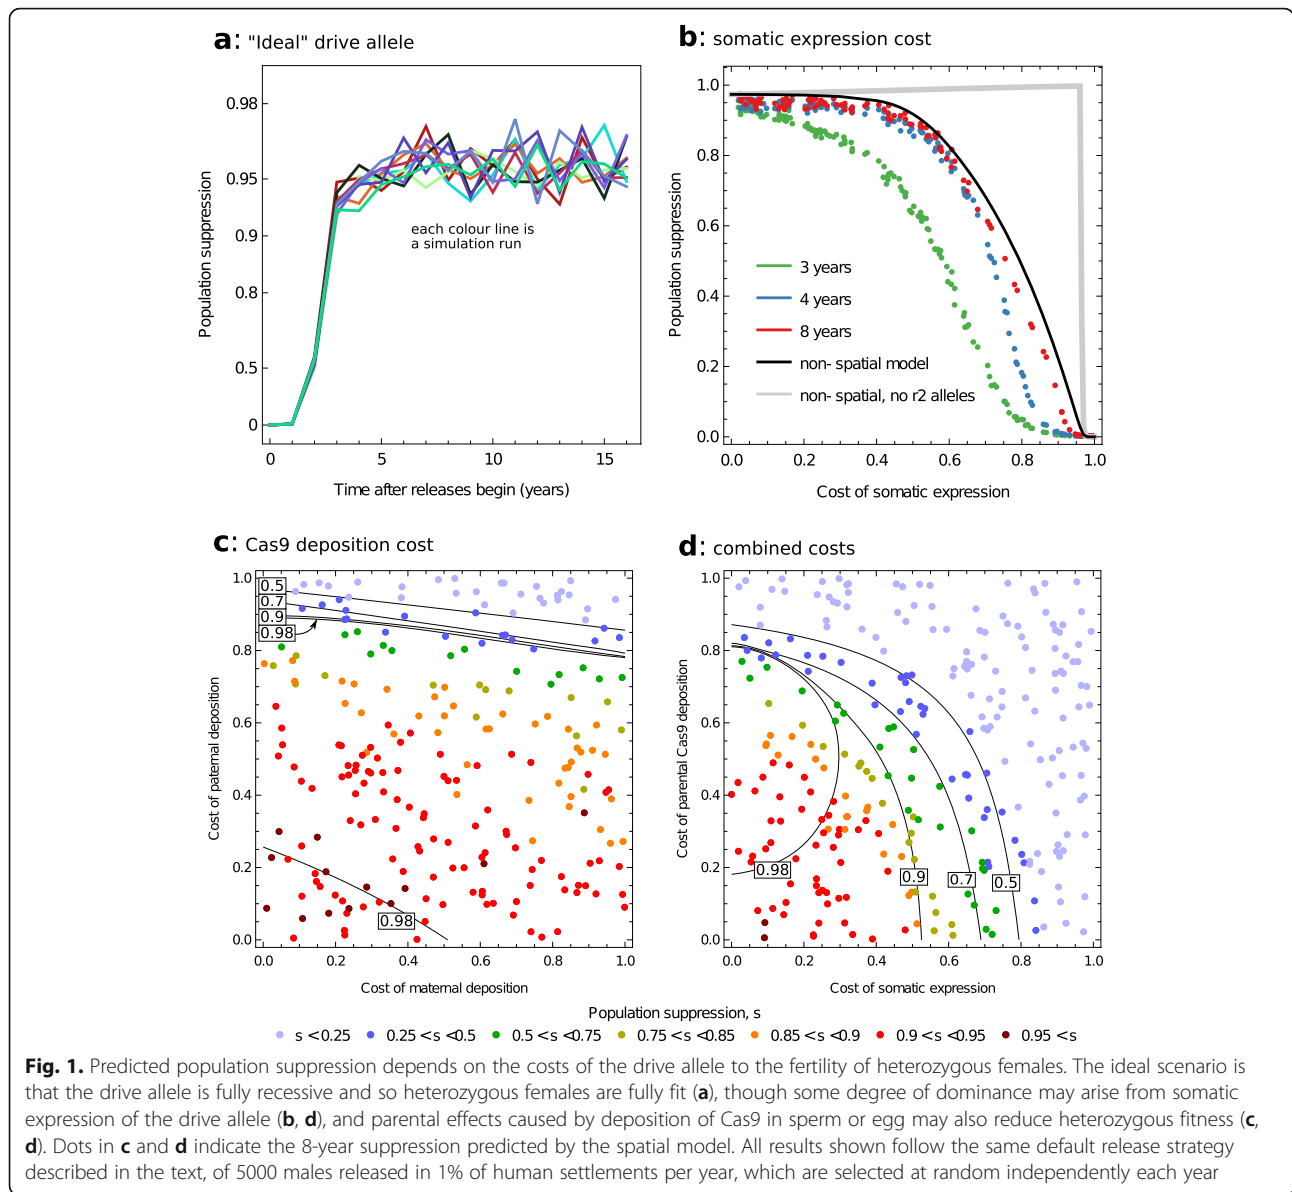 a: "Ideal" drive allele
Population suppression
0.98
0.95
0.9
0.8
0.5
0
each colour line is
a simulation run
0 5 10 15
Time after releases begin (years)
b: somatic expression cost
Population suppression
1.0
0.8
0.6
0.4
0.2
0.0
3 years
4 years
8 years
non- spatial model
non- spatial, no r2 alleles
0.0 0.2 0.4 0.6 0.8 1.0
Cost of somatic expression
c: Cas9 deposition cost
Cost of paternal deposition
1.0
0.8
0.6
0.4
0.2
0.0
0.5
0.7
0.9
0.98
0.98
0.0 0.2 0.4 0.6 0.8 1.0
Cost of maternal deposition
d: combined costs
Cost of parental Cas9 deposition
1.0
0.8
0.6
0.4
0.2
0.0
0.98
0.9
0.7
0.5
0.0 0.2 0.4 0.6 0.8 1.0
Cost of somatic expression
Population suppression, s
s <0.25 0.25 <s <0.5 0.5 <s <0.75 0.75 <s <0.85 0.85 <s <0.9 0.9 <s <0.95 0.95 <s
Fig. 1. Predicted population suppression depends on the costs of the drive allele to the fertility of heterozygous females. The ideal scenario is
that the drive allele is fully recessive and so heterozygous females are fully fit (a), though some degree of dominance may arise from somatic
expression of the drive allele (b, d), and parental effects caused by deposition of Cas9 in sperm or egg may also reduce heterozygous fitness (c,
d). Dots in c and d indicate the 8-year suppression predicted by the spatial model. All results shown follow the same default release strategy
described in the text, of 5000 males released in 1% of human settlements per year, which are selected at random independently each year